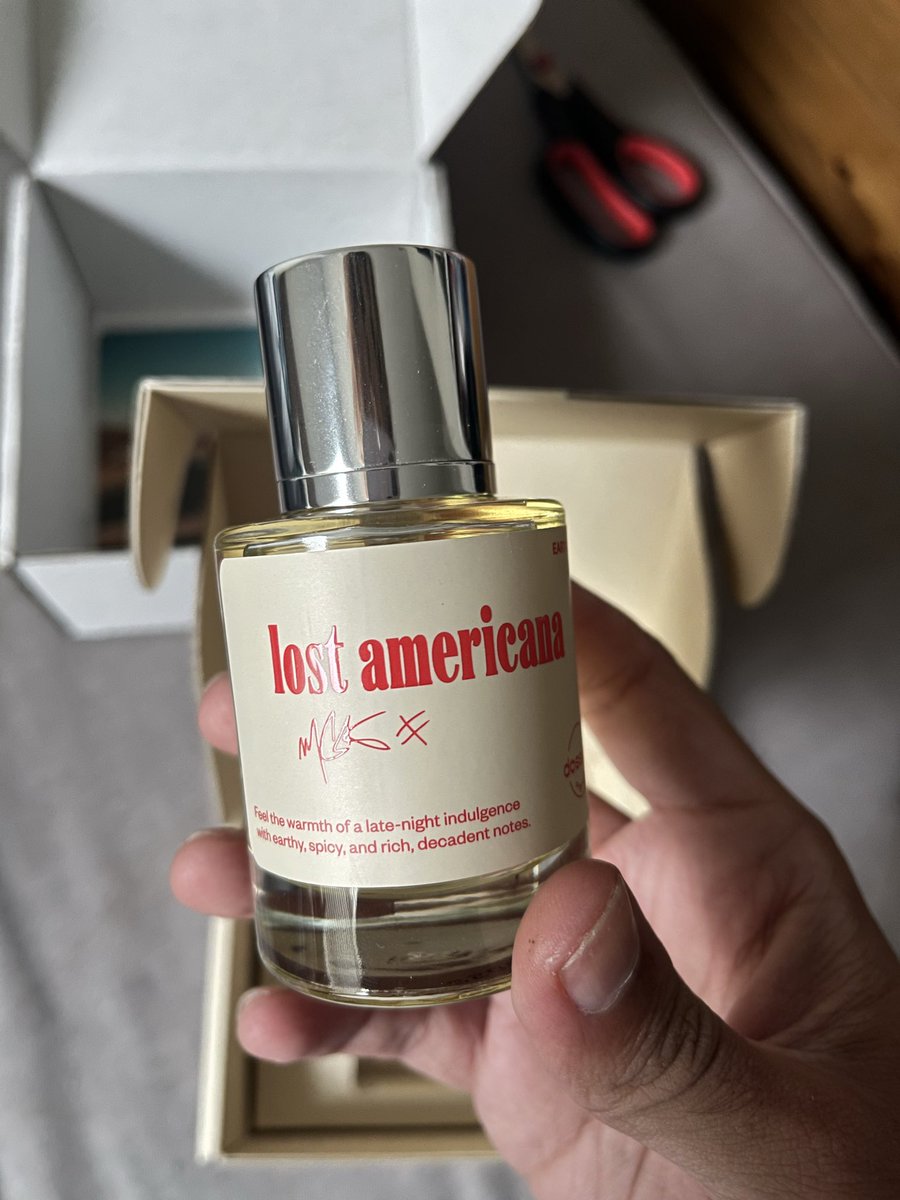 lost americana
Feel the warmth of a late-night indulgence
with earthy, spicy, and rich, decadent notes.